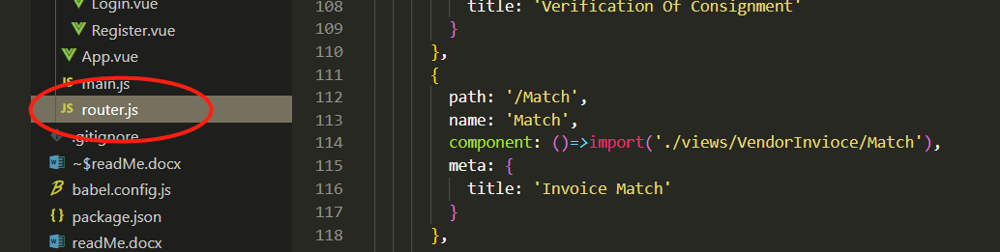 Login.vue
Register.vue
App.vue
JS main.js
JS router.js
.gitignore
~$readMe.docx
babel.config.js
{} package.json
readMe.docx
108 title: 'Verification Of Consignment'
109 }
110 },
111 {
112 path: '/Match',
113 name: 'Match',
114 component: ()=>import('./views/VendorInvioce/Match'),
115 meta: {
116 title: 'Invoice Match'
117 }
118 },